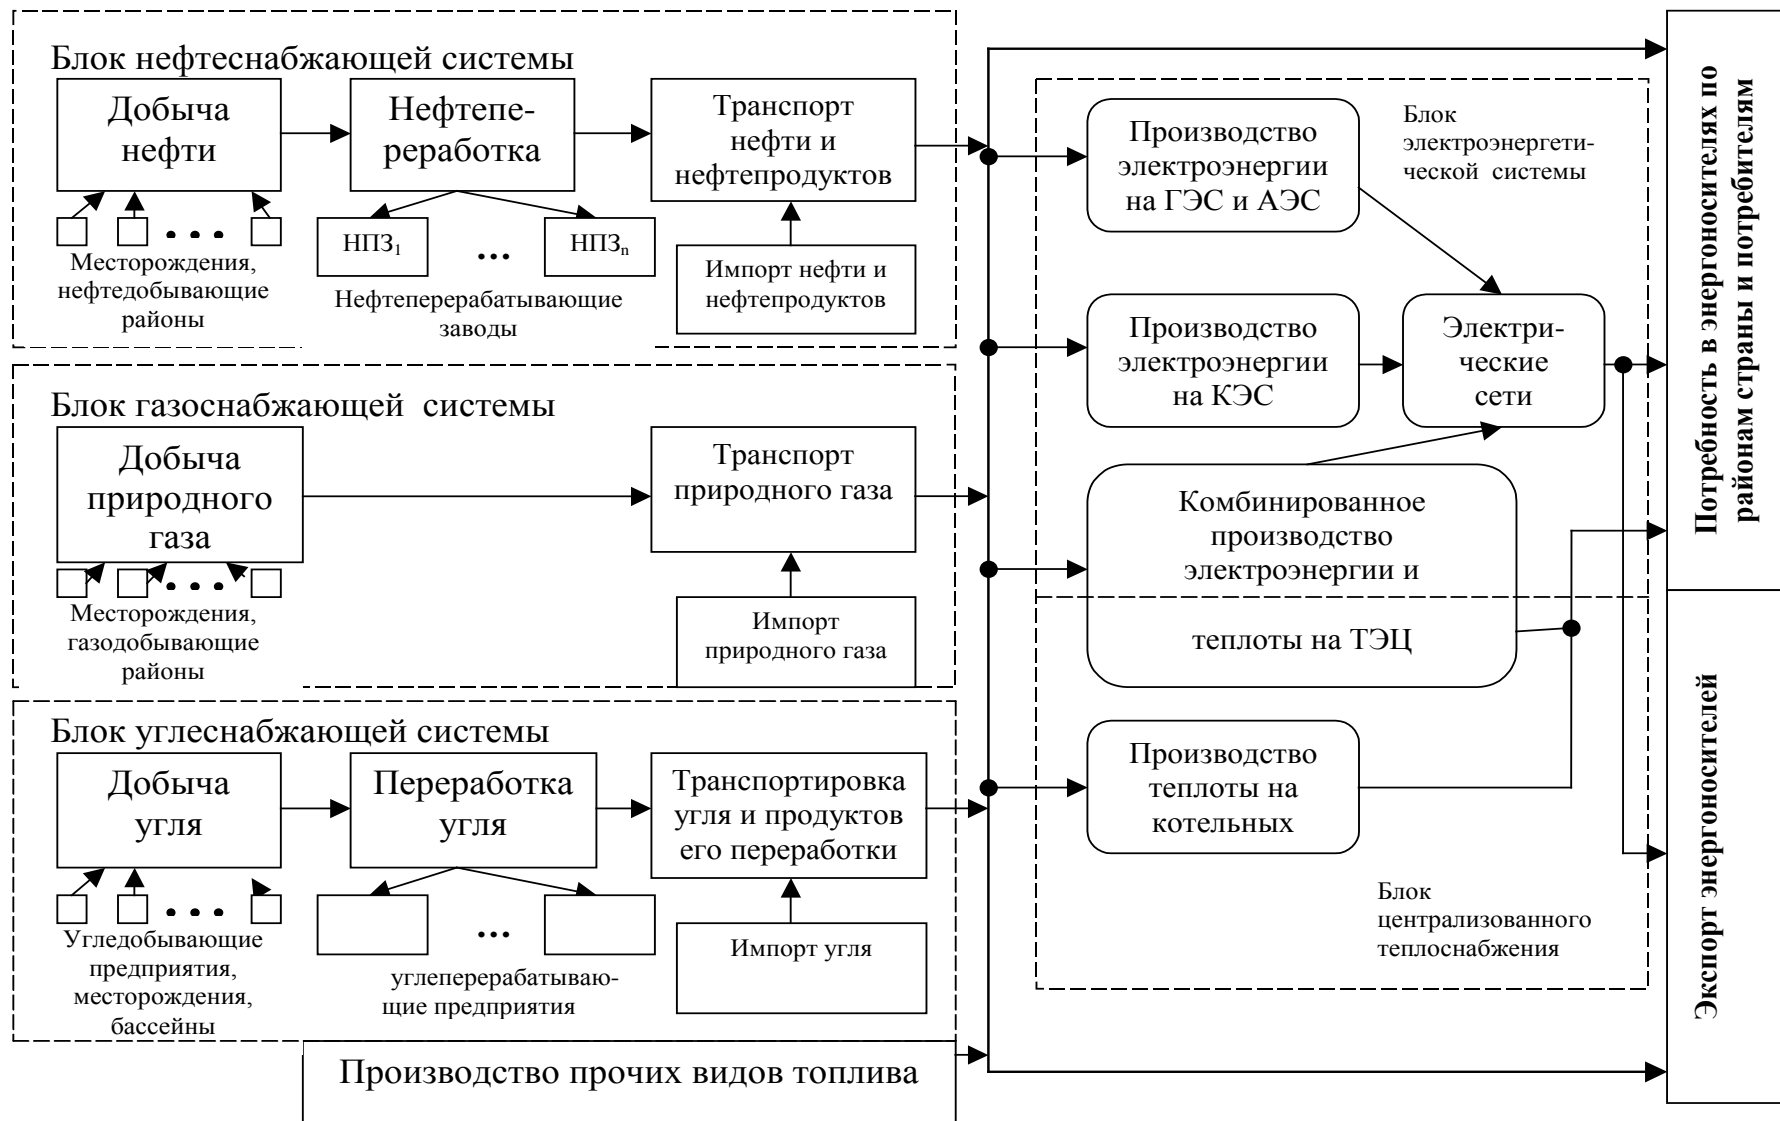 Блок нефтеснабжающей системы
Добыча
нефти
Нефтепе-
реработка
Транспорт
нефти и
нефтепродуктов
НПЗ1
...
НПЗn
Месторождения,
нефтедобывающие
районы
Нефтеперерабатывающие
заводы
Импорт нефти и
нефтепродуктов
Блок газоснабжающей системы
Добыча
природного
газа
Транспорт
природного газа
Месторождения,
газодобывающие
районы
Импорт
природного газа
Блок углеснабжающей системы
Добыча
угля
Переработка
угля
Транспортировка
угля и продуктов
его переработки
...
Угледобывающие
предприятия,
месторождения,
бассейны
углеперерабатываю-
щие предприятия
Импорт угля
Производство прочих видов топлива
Производство
электроэнергии
на ГЭС и АЭС
Блок
электроэнергети-
ческой системы
Производство
электроэнергии
на КЭС
Электри-
ческие
сети
Комбинированное
производство
электроэнергии и
теплоты на ТЭЦ
Производство
теплоты на
котельных
Блок
централизованного
теплоснабжения
Потребность в энергоносителях по
районам страны и потребителям
Экспорт энергоносителей